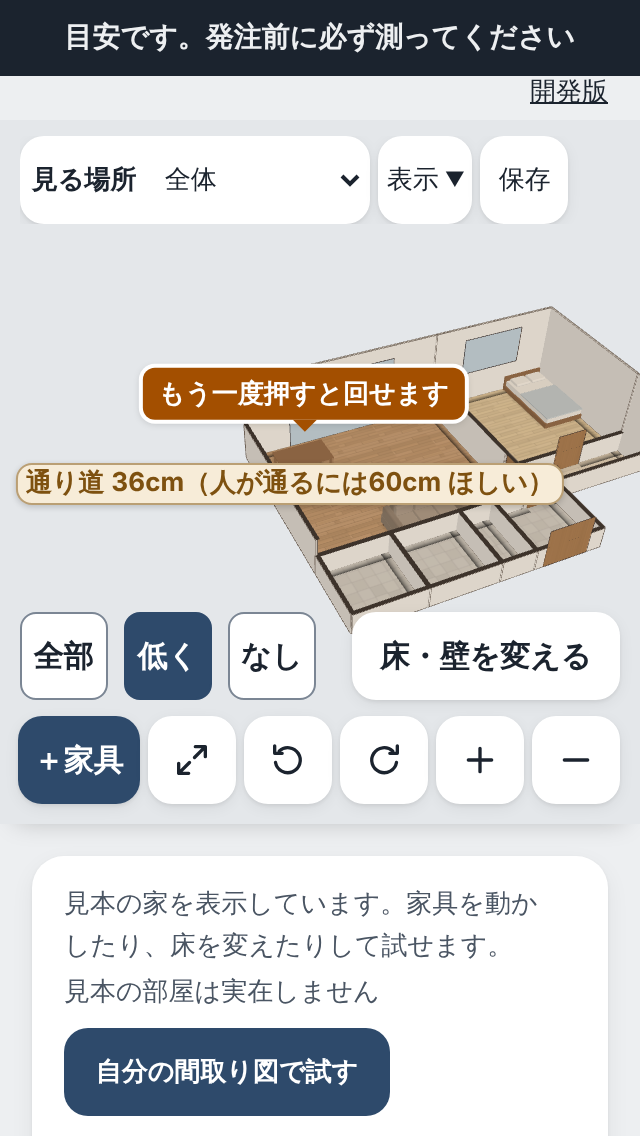 目安です。発注前に必ず測ってください
開発版
見る場所 全体 表示 ▼ 保存
もう一度押すと回せます
通り道 36cm（人が通るには60cm ほしい）
全部 低く なし 床・壁を変える
＋家具
見本の家を表示しています。家具を動か
したり、床を変えたりして試せます。
見本の部屋は実在しません
自分の間取り図で試す